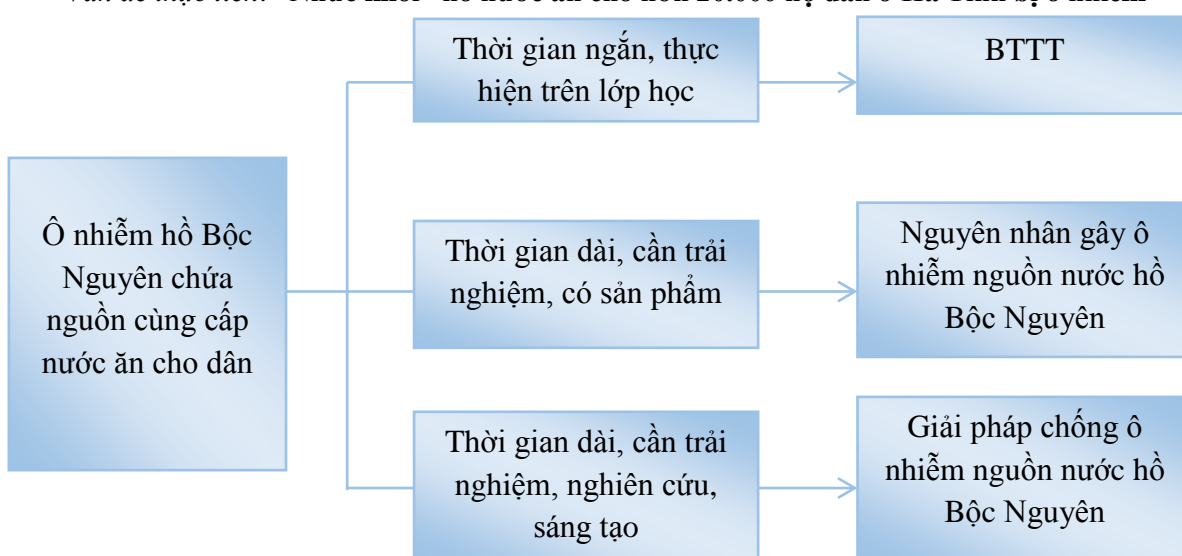 Thời gian ngắn, thực
hiện trên lớp học
BTTT
Ô nhiễm hồ Bộc
Nguyên chứa
nguồn cùng cấp
nước ăn cho dân
Thời gian dài, cần trải
nghiệm, có sản phẩm
Nguyên nhân gây ô
nhiễm nguồn nước hồ
Bộc Nguyên
Thời gian dài, cần trải
nghiệm, nghiên cứu,
sáng tạo
Giải pháp chống ô
nhiễm nguồn nước hồ
Bộc Nguyên